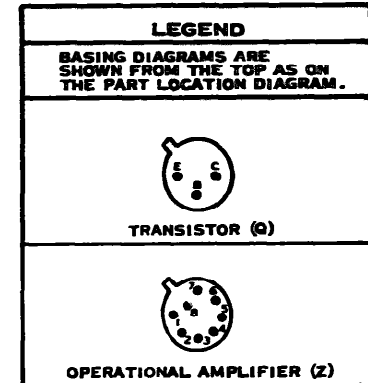 LEGEND
BASING DIAGRAMS ARE
SHOWN FROM THE TOP AS ON
THE PART LOCATION DIAGRAM.
E C
B
TRANSISTOR (Q)
7 6
8 5
1 4
2 3
OPERATIONAL AMPLIFIER (Z)